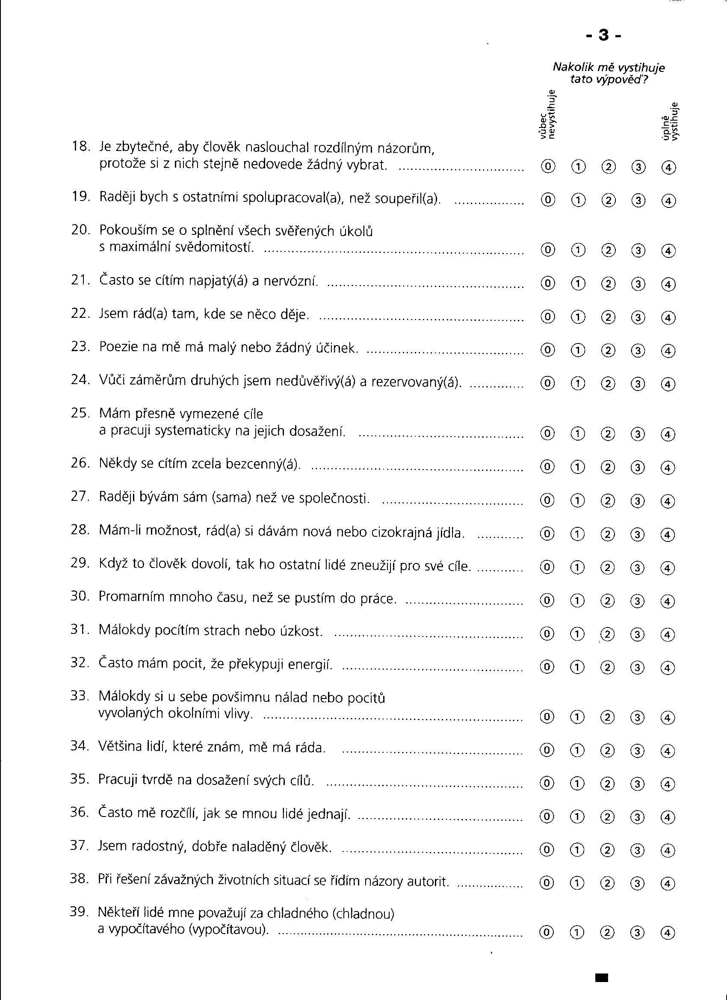 - 3 -
Nakolik mě vystihuje
tato výpověď?
vůbec
nevystihuje
úplně
vystihuje
18. Je zbytečné, aby člověk naslouchal rozdílným názorům,
protože si z nich stejně nedovede žádný vybrat. ................................ 0 1 2 3 4
19. Raději bych s ostatními spolupracoval(a), než soupeřil(a). .................. 0 1 2 3 4
20. Pokouším se o splnění všech svěřených úkolů
s maximální svědomitostí. .................................................................. 0 1 2 3 4
21. Často se cítím napjatý(á) a nervózní. .................................................. 0 1 2 3 4
22. Jsem rád(a) tam, kde se něco děje. .................................................... 0 1 2 3 4
23. Poezie na mě má malý nebo žádný účinek. ........................................ 0 1 2 3 4
24. Vůči záměrům druhých jsem nedůvěřivý(á) a rezervovaný(á). .............. 0 1 2 3 4
25. Mám přesně vymezené cíle
a pracuji systematicky na jejich dosažení. .......................................... 0 1 2 3 4
26. Někdy se cítím zcela bezcenný(á). ...................................................... 0 1 2 3 4
27. Raději bývám sám (sama) než ve společnosti. .................................... 0 1 2 3 4
28. Mám-li možnost, rád(a) si dávám nová nebo cizokrajná jídla. ............ 0 1 2 3 4
29. Když to člověk dovolí, tak ho ostatní lidé zneužijí pro své cíle. ............ 0 1 2 3 4
30. Promarním mnoho času, než se pustím do práce. .............................. 0 1 2 3 4
31. Málokdy pocítím strach nebo úzkost. ................................................ 0 1 2 3 4
32. Často mám pocit, že překypuji energií. .............................................. 0 1 2 3 4
33. Málokdy si u sebe povšimnu nálad nebo pocitů
vyvolaných okolními vlivy. .................................................................. 0 1 2 3 4
34. Většina lidí, které znám, mě má ráda. .............................................. 0 1 2 3 4
35. Pracuji tvrdě na dosažení svých cílů. .................................................. 0 1 2 3 4
36. Často mě rozčílí, jak se mnou lidé jednají. .......................................... 0 1 2 3 4
37. Jsem radostný, dobře naladěný člověk. .............................................. 0 1 2 3 4
38. Při řešení závažných životních situací se řídím názory autorit. ................. 0 1 2 3 4
39. Někteří lidé mne považují za chladného (chladnou)
a vypočítavého (vypočítavou). .............................................................. 0 1 2 3 4